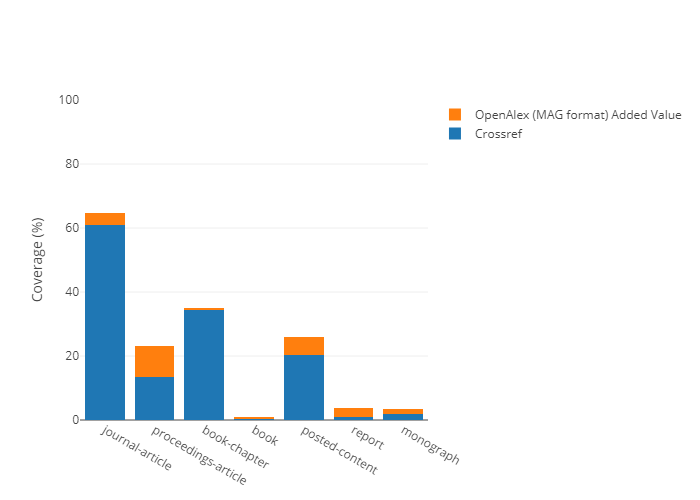 100
80
60
40
20
0
Coverage (%)
journal-article
proceedings-article
book-chapter
book
posted-content
report
monograph
OpenAlex (MAG format) Added Value
Crossref